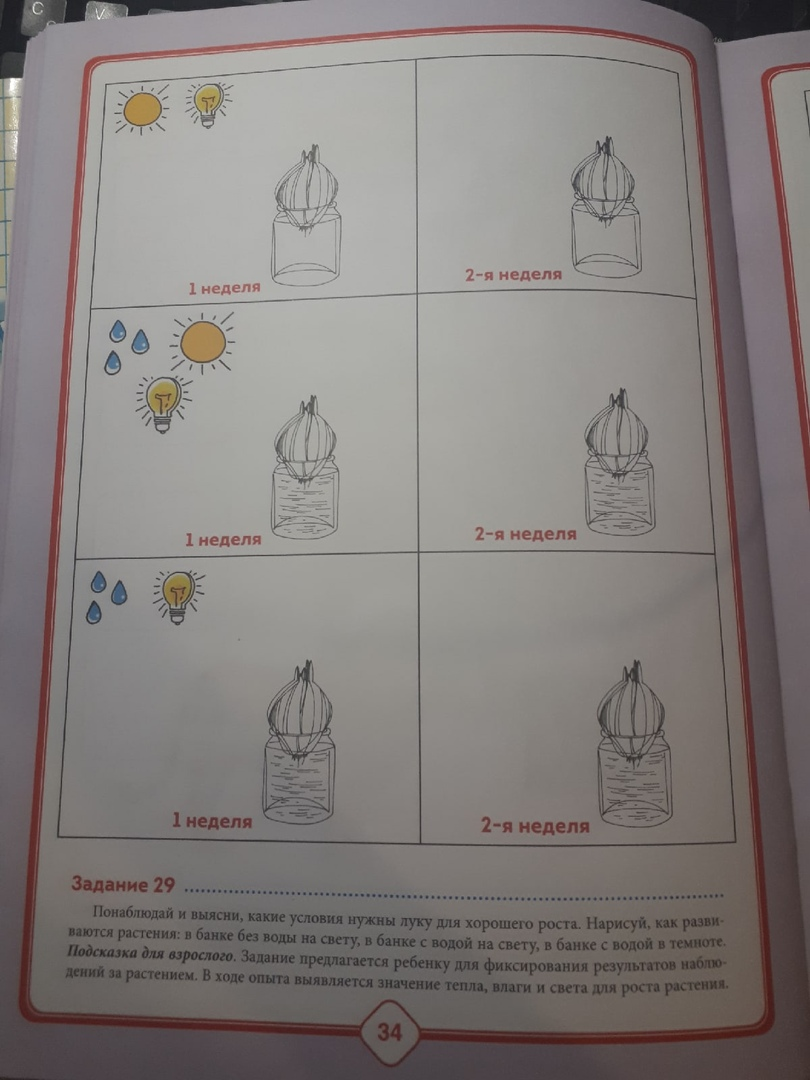 1 неделя
2-я неделя
1 неделя
2-я неделя
1 неделя
2-я неделя
Задание 29
Понаблюдай и выясни, какие условия нужны луку для хорошего роста. Нарисуй, как разви-
ваются растения: в банке без воды на свету, в банке с водой на свету, в банке с водой в темноте.
Подсказка для взрослого. Задание предлагается ребенку для фиксирования результатов наблю-
дений за растением. В ходе опыта выявляется значение тепла, влаги и света для роста растения.
34